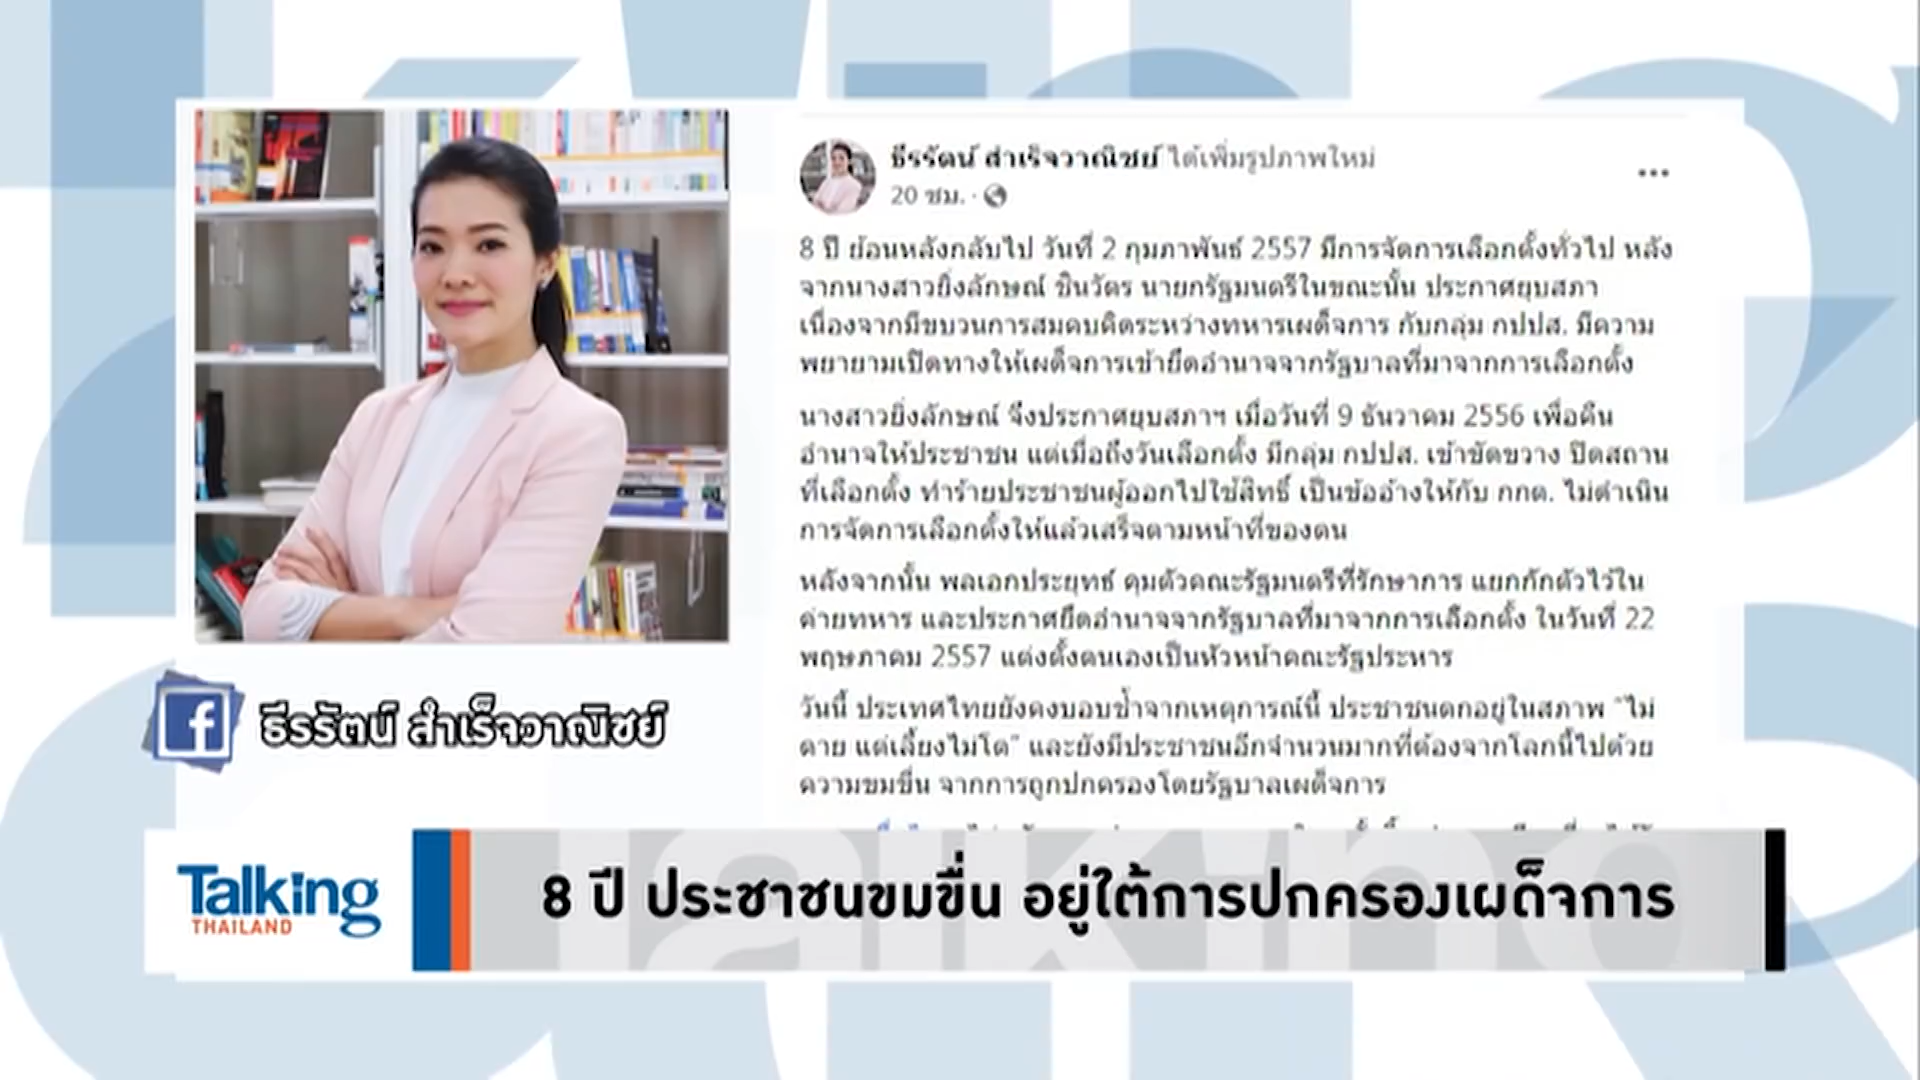 ธีรรัตน์ สำเร็จวาณิชย์ ได้เพิ่มรูปภาพใหม่
20 ชม.
8 ปี ย้อนหลังกลับไป วันที่ 2 กุมภาพันธ์ 2557 มีการจัดการเลือกตั้งทั่วไป หลัง
จากนางสาวยิ่งลักษณ์ ชินวัตร นายกรัฐมนตรีในขณะนั้น ประกาศยุบสภา
เนื่องจากมีขบวนการสมคบคิดระหว่างทหารเผด็จการ กับกลุ่ม กปปส. มีความ
พยายามเปิดทางให้เผด็จการเข้ายึดอำนาจจากรัฐบาลที่มาจากการเลือกตั้ง
นางสาวยิ่งลักษณ์ จึงประกาศยุบสภาฯ เมื่อวันที่ 9 ธันวาคม 2556 เพื่อคืน
อำนาจให้ประชาชน แต่เมื่อถึงวันเลือกตั้ง มีกลุ่ม กปปส. เข้าขัดขวาง ปิดสถาน
ที่เลือกตั้ง ทำร้ายประชาชนผู้ออกไปใช้สิทธิ์ เป็นข้ออ้างให้กับ กกต. ไม่ดำเนิน
การจัดการเลือกตั้งให้แล้วเสร็จตามหน้าที่ของตน
หลังจากนั้น พลเอกประยุทธ์ คุมตัวคณะรัฐมนตรีที่รักษาการ แยกกักตัวไว้ใน
ค่ายทหาร และประกาศยึดอำนาจจากรัฐบาลที่มาจากการเลือกตั้ง ในวันที่ 22
พฤษภาคม 2557 แต่งตั้งตนเองเป็นหัวหน้าคณะรัฐประหาร
วันนี้ ประเทศไทยยังคงบอบช้ำจากเหตุการณ์นี้ ประชาชนตกอยู่ในสภาพ "ไม่
ตาย แต่เลี้ยงไม่โต" และยังมีประชาชนอีกจำนวนมากที่ต้องจากโลกนี้ไปด้วย
ความขมขื่น จากการถูกปกครองโดยรัฐบาลเผด็จการ
f ธีรรัตน์ สำเร็จวาณิชย์
Talking
THAILAND
8 ปี ประชาชนขมขื่น อยู่ใต้การปกครองเผด็จการ